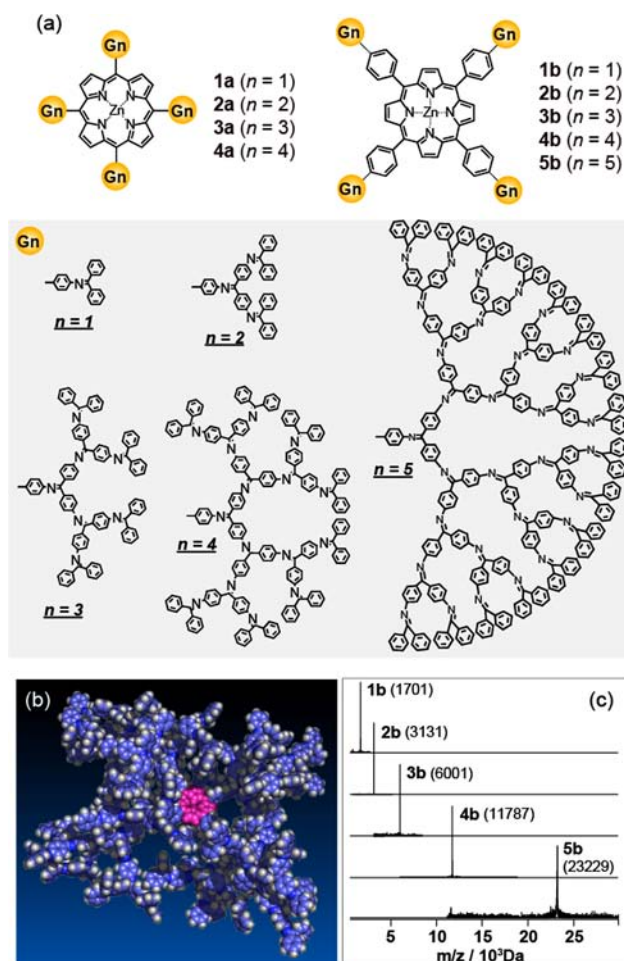 (a)
Gn
Gn
Gn
Gn
N
N
N
N
Zn
1a (n = 1)
2a (n = 2)
3a (n = 3)
4a (n = 4)
Gn
Gn
Gn
Gn
N
N
N
N
Zn
1b (n = 1)
2b (n = 2)
3b (n = 3)
4b (n = 4)
5b (n = 5)
Gn
n = 1
n = 2
n = 3
n = 4
n = 5
(b)
(c)
1b (1701)
2b (3131)
3b (6001)
4b (11787)
5b
(23229)
5 10 20 30
m/z / 10³Da